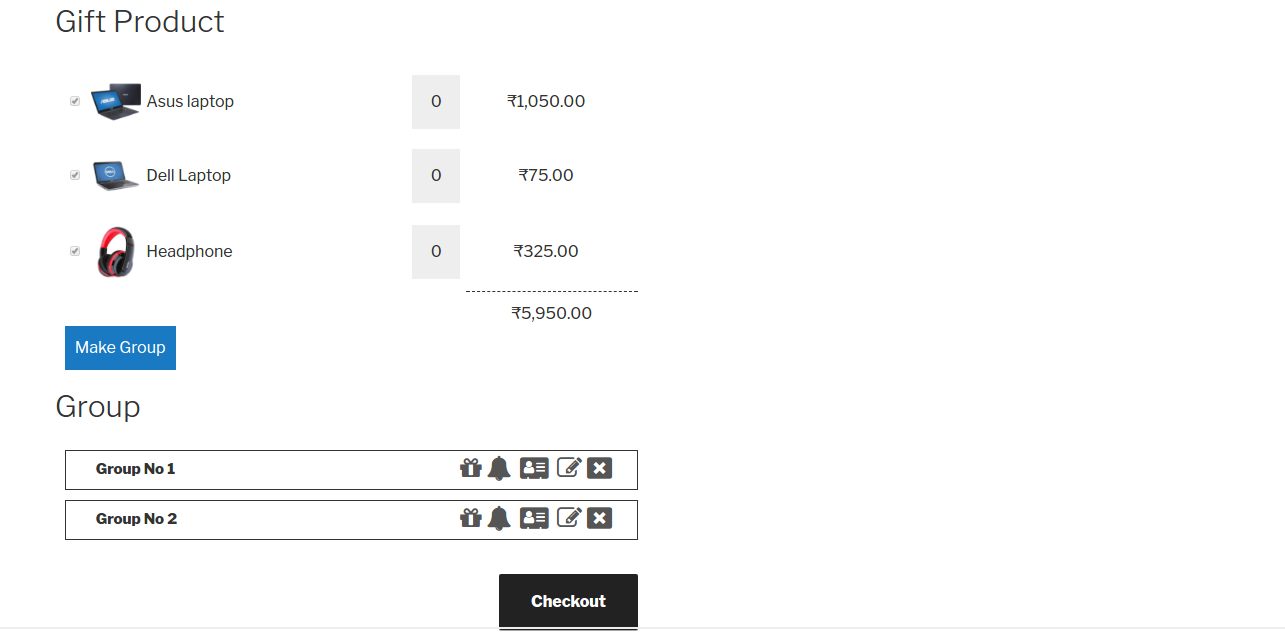 Gift Product
Asus laptop 0 ₹1,050.00
Dell Laptop 0 ₹75.00
Headphone 0 ₹325.00
₹5,950.00
Make Group
Group
Group No 1
Group No 2
Checkout